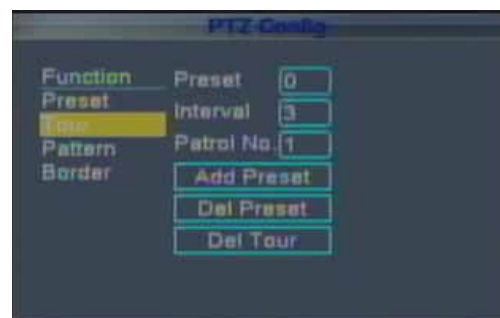 PTZ Config
Function
Preset
Tour
Pattern
Border
Preset 0
Interval 3
Patrol No. 1
Add Preset
Del Preset
Del Tour